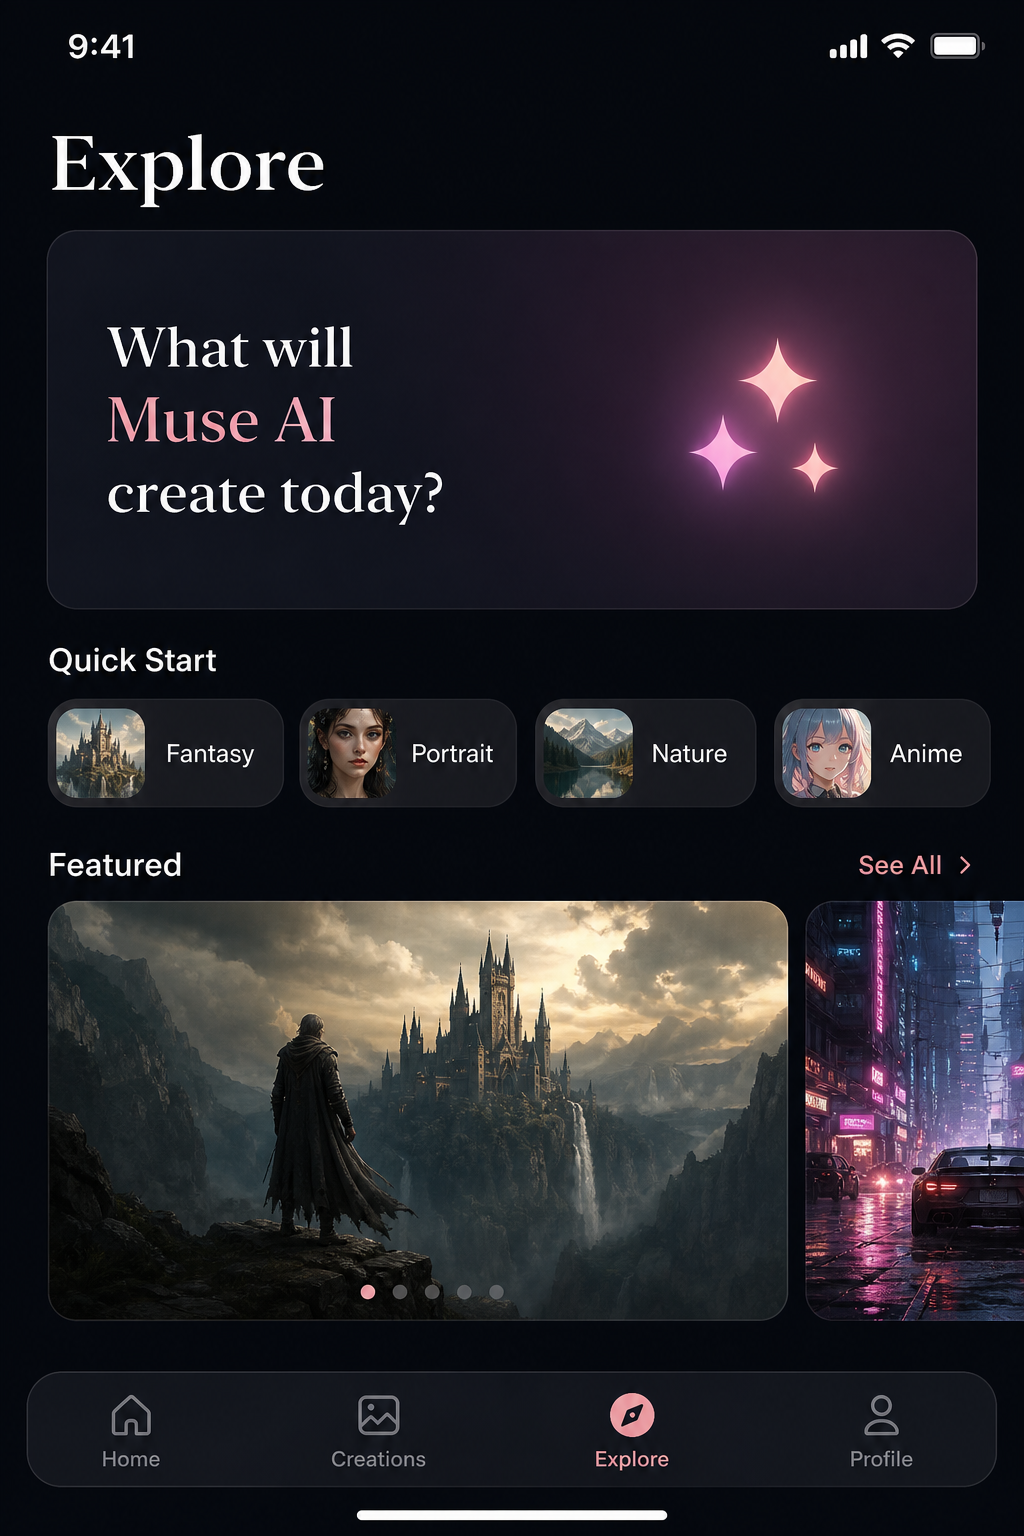 9:41
Explore
What will
Muse AI
create today?
Quick Start
Fantasy
Portrait
Nature
Anime
Featured
See All
Home
Creations
Explore
Profile